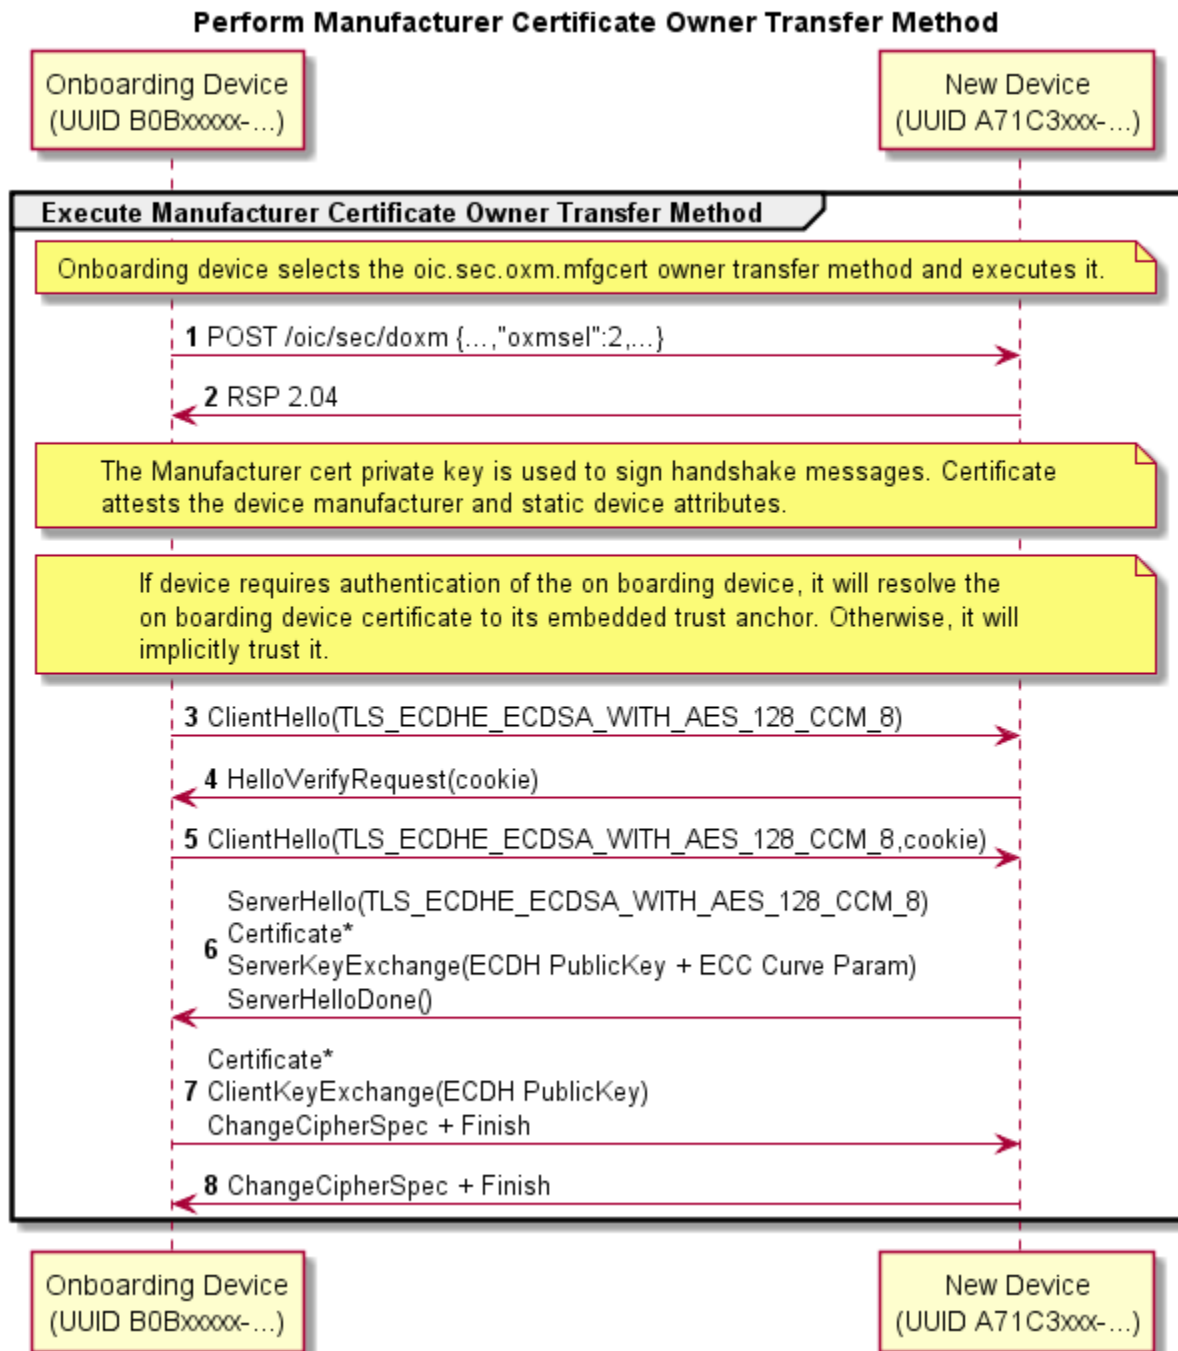 Perform Manufacturer Certificate Owner Transfer Method
Onboarding Device
(UUID B0Bxxxxx-...)
New Device
(UUID A71C3xxx-...)
Execute Manufacturer Certificate Owner Transfer Method
Onboarding device selects the oic.sec.oxm.mfgcert owner transfer method and executes it.
1 POST /oic/sec/doxm {...,"oxmsel":2,...}
2 RSP 2.04
The Manufacturer cert private key is used to sign handshake messages. Certificate
attests the device manufacturer and static device attributes.
If device requires authentication of the on boarding device, it will resolve the
on boarding device certificate to its embedded trust anchor. Otherwise, it will
implicitly trust it.
3 ClientHello(TLS_ECDHE_ECDSA_WITH_AES_128_CCM_8)
4 HelloVerifyRequest(cookie)
5 ClientHello(TLS_ECDHE_ECDSA_WITH_AES_128_CCM_8,cookie)
ServerHello(TLS_ECDHE_ECDSA_WITH_AES_128_CCM_8)
6 Certificate*
ServerKeyExchange(ECDH PublicKey + ECC Curve Param)
ServerHelloDone()
Certificate*
7 ClientKeyExchange(ECDH PublicKey)
ChangeCipherSpec + Finish
8 ChangeCipherSpec + Finish
Onboarding Device
(UUID B0Bxxxxx-...)
New Device
(UUID A71C3xxx-...)